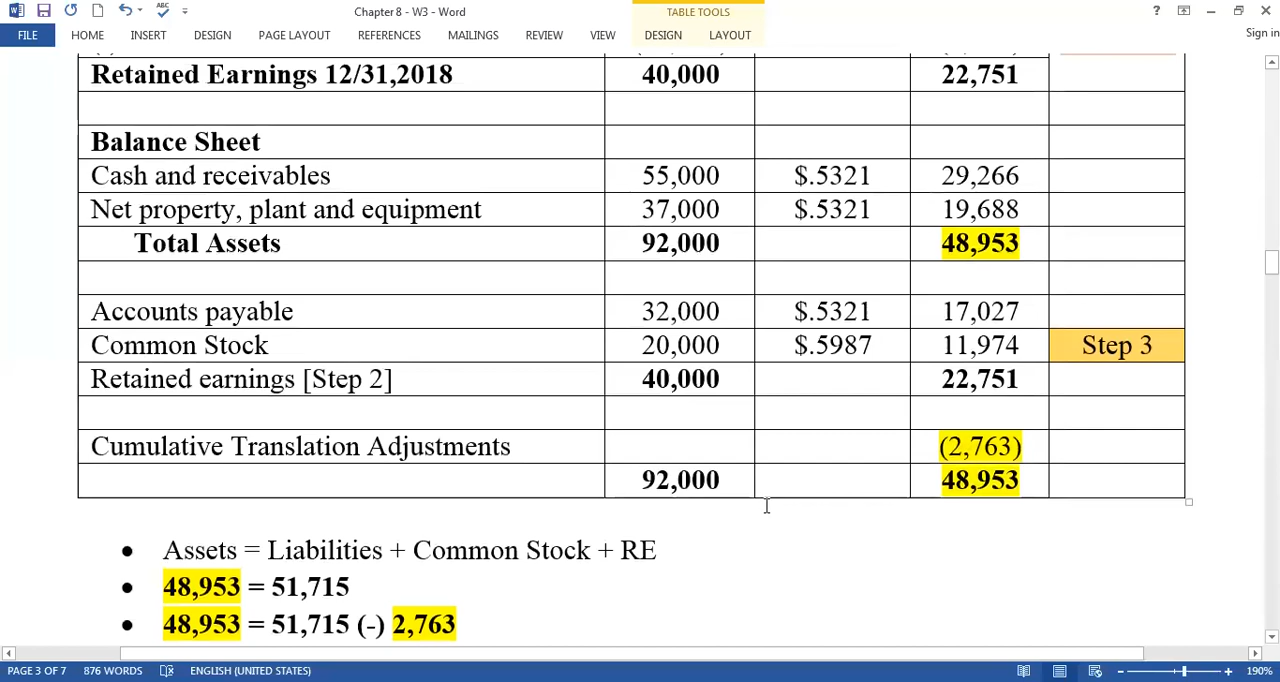 Chapter 8 - W3 - Word
TABLE TOOLS
?
Sign in
FILE HOME INSERT DESIGN PAGE LAYOUT REFERENCES MAILINGS REVIEW VIEW DESIGN LAYOUT
Retained Earnings 12/31,2018 40,000 22,751
Balance Sheet
Cash and receivables 55,000 $.5321 29,266
Net property, plant and equipment 37,000 $.5321 19,688
Total Assets 92,000 48,953
Accounts payable 32,000 $.5321 17,027
Common Stock 20,000 $.5987 11,974 Step 3
Retained earnings [Step 2] 40,000 22,751
Cumulative Translation Adjustments (2,763)
92,000 48,953
• Assets = Liabilities + Common Stock + RE
• 48,953 = 51,715
• 48,953 = 51,715 (-) 2,763
PAGE 3 OF 7 876 WORDS ENGLISH (UNITED STATES) 190%